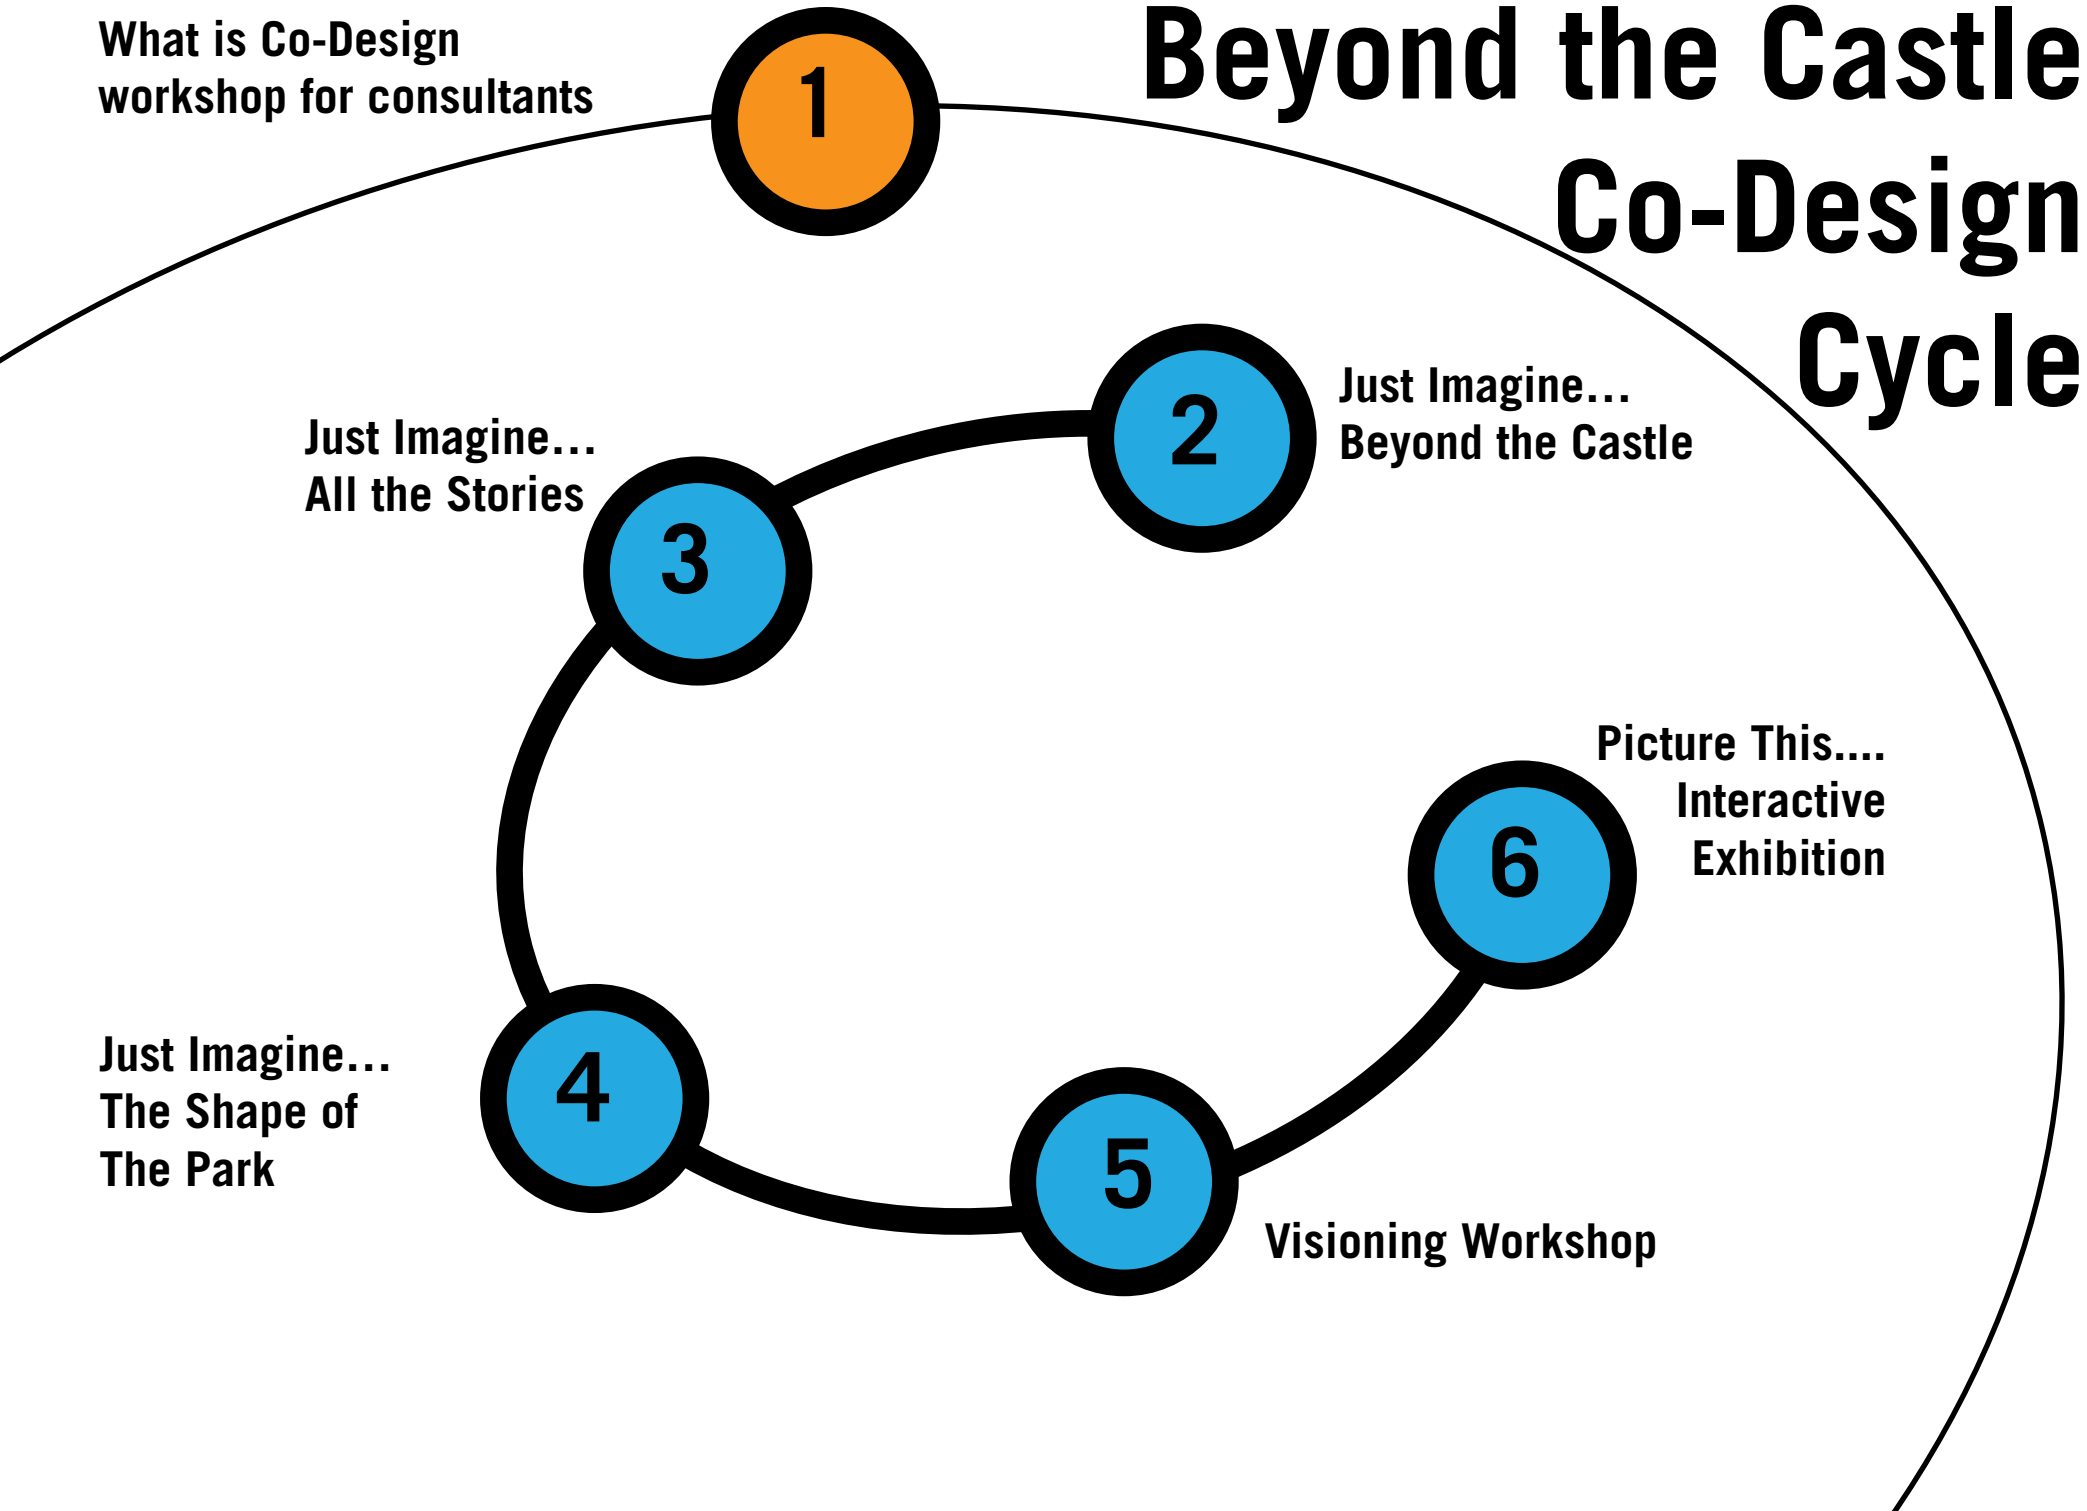 Beyond the Castle
Co-Design
Cycle
What is Co-Design
workshop for consultants
1
2
Just Imagine…
Beyond the Castle
Just Imagine…
All the Stories
3
Just Imagine…
The Shape of
The Park
4
5
Visioning Workshop
6
Picture This....
Interactive
Exhibition